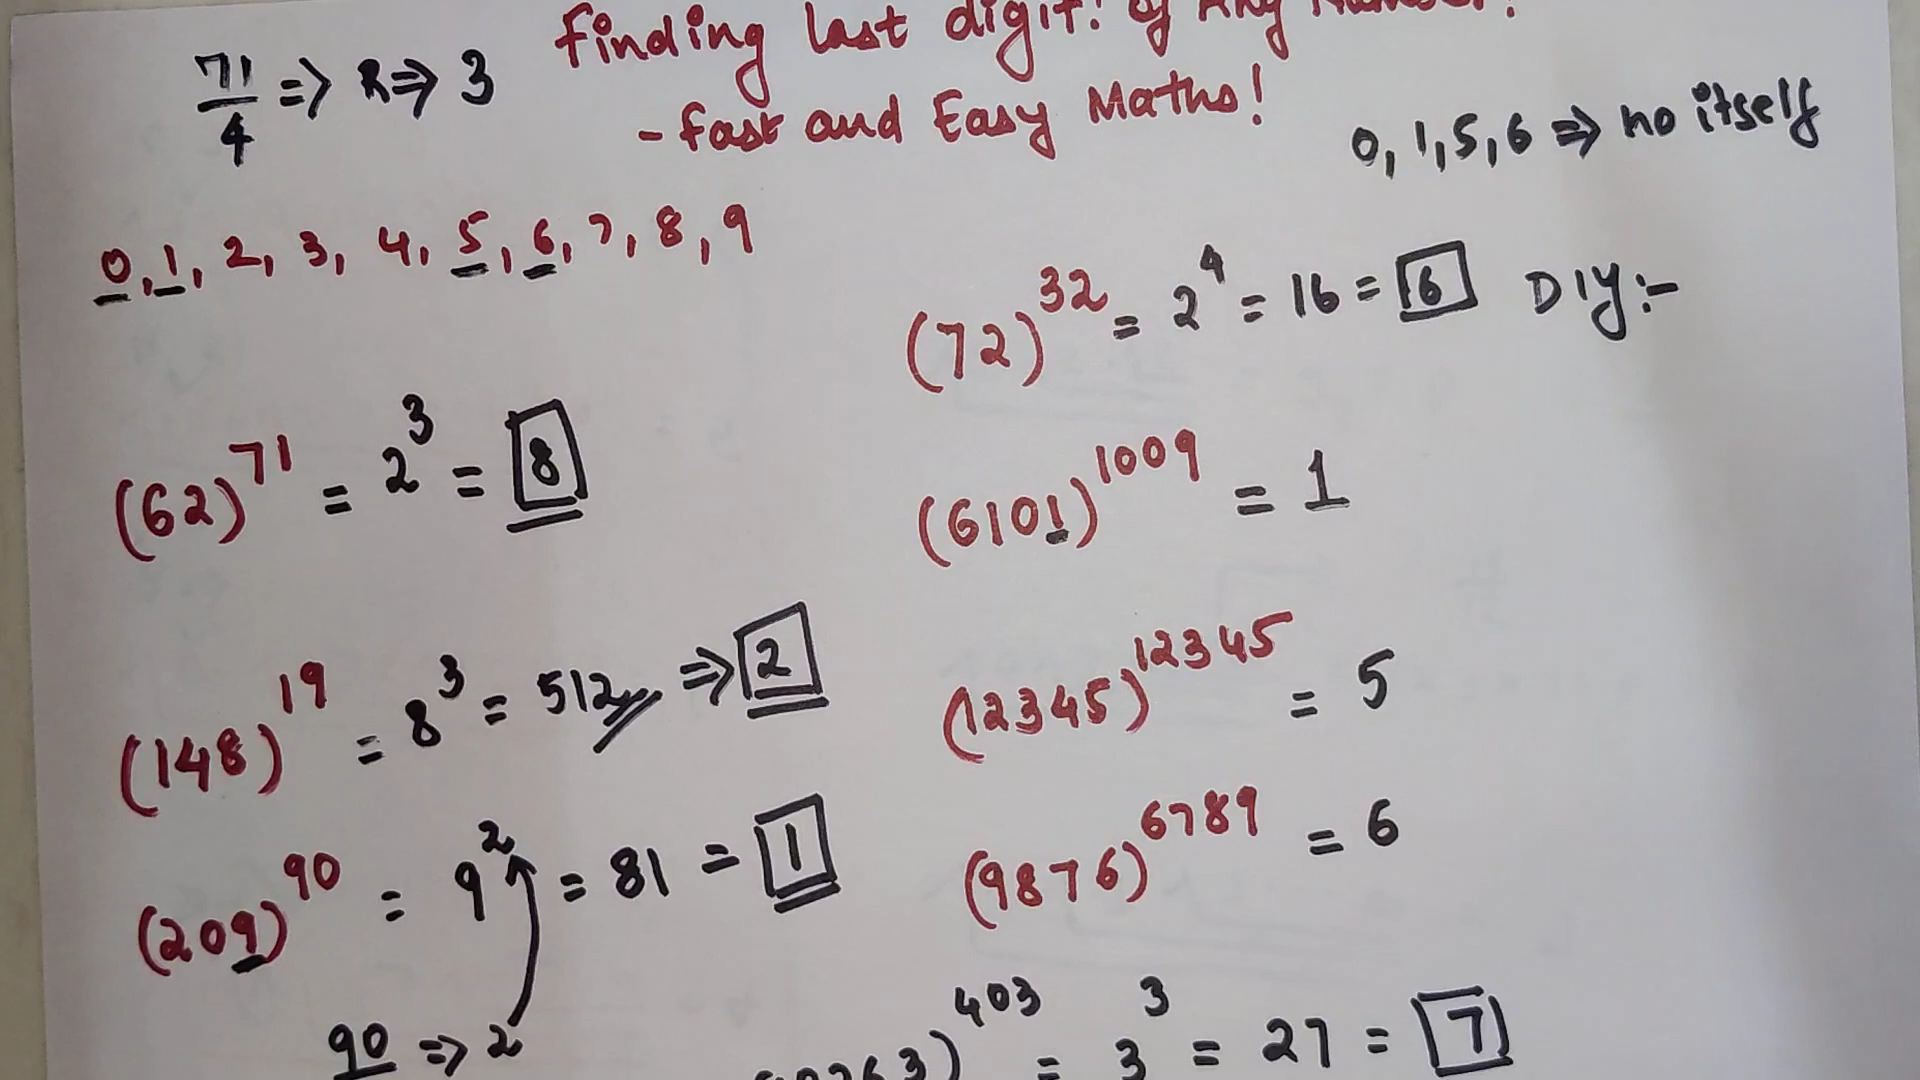 Finding last digit! of Any Number!
- fast and Easy Maths!
71/4 => R => 3
0, 1, 5, 6 => no itself
0, 1, 2, 3, 4, 5, 6, 7, 8, 9
(62)^71 = 2^3 = 8
(148)^19 = 8^3 = 512 => 2
(209)^90 = 9^2 = 81 = 1
90 => 2
(72)^32 = 2^4 = 16 = 6 DIY:-
(6101)^1009 = 1
(12345)^12345 = 5
(9876)^6789 = 6
263)^403 = 3^3 = 27 = 7